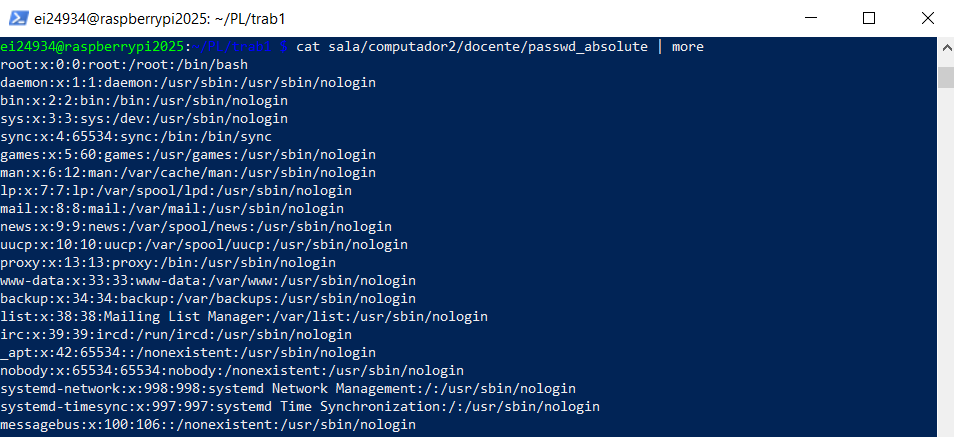 ei24934@raspberrypi2025: ~/PL/trab1
ei24934@raspberrypi2025:~/PL/trab1 $ cat sala/computador2/docente/passwd_absolute | more
root:x:0:0:root:/root:/bin/bash
daemon:x:1:1:daemon:/usr/sbin:/usr/sbin/nologin
bin:x:2:2:bin:/bin:/usr/sbin/nologin
sys:x:3:3:sys:/dev:/usr/sbin/nologin
sync:x:4:65534:sync:/bin:/bin/sync
games:x:5:60:games:/usr/games:/usr/sbin/nologin
man:x:6:12:man:/var/cache/man:/usr/sbin/nologin
lp:x:7:7:lp:/var/spool/lpd:/usr/sbin/nologin
mail:x:8:8:mail:/var/mail:/usr/sbin/nologin
news:x:9:9:news:/var/spool/news:/usr/sbin/nologin
uucp:x:10:10:uucp:/var/spool/uucp:/usr/sbin/nologin
proxy:x:13:13:proxy:/bin:/usr/sbin/nologin
www-data:x:33:33:www-data:/var/www:/usr/sbin/nologin
backup:x:34:34:backup:/var/backups:/usr/sbin/nologin
list:x:38:38:Mailing List Manager:/var/list:/usr/sbin/nologin
irc:x:39:39:ircd:/run/ircd:/usr/sbin/nologin
_apt:x:42:65534::/nonexistent:/usr/sbin/nologin
nobody:x:65534:65534:nobody:/nonexistent:/usr/sbin/nologin
systemd-network:x:998:998:systemd Network Management:/:/usr/sbin/nologin
systemd-timesync:x:997:997:systemd Time Synchronization:/:/usr/sbin/nologin
messagebus:x:100:106::/nonexistent:/usr/sbin/nologin